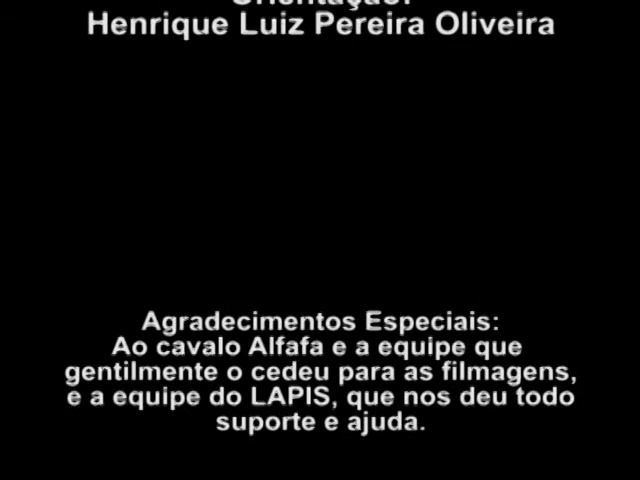 Orientação:
Henrique Luiz Pereira Oliveira
Agradecimentos Especiais:
Ao cavalo Alfafa e a equipe que
gentilmente o cedeu para as filmagens,
e a equipe do LAPIS, que nos deu todo
suporte e ajuda.